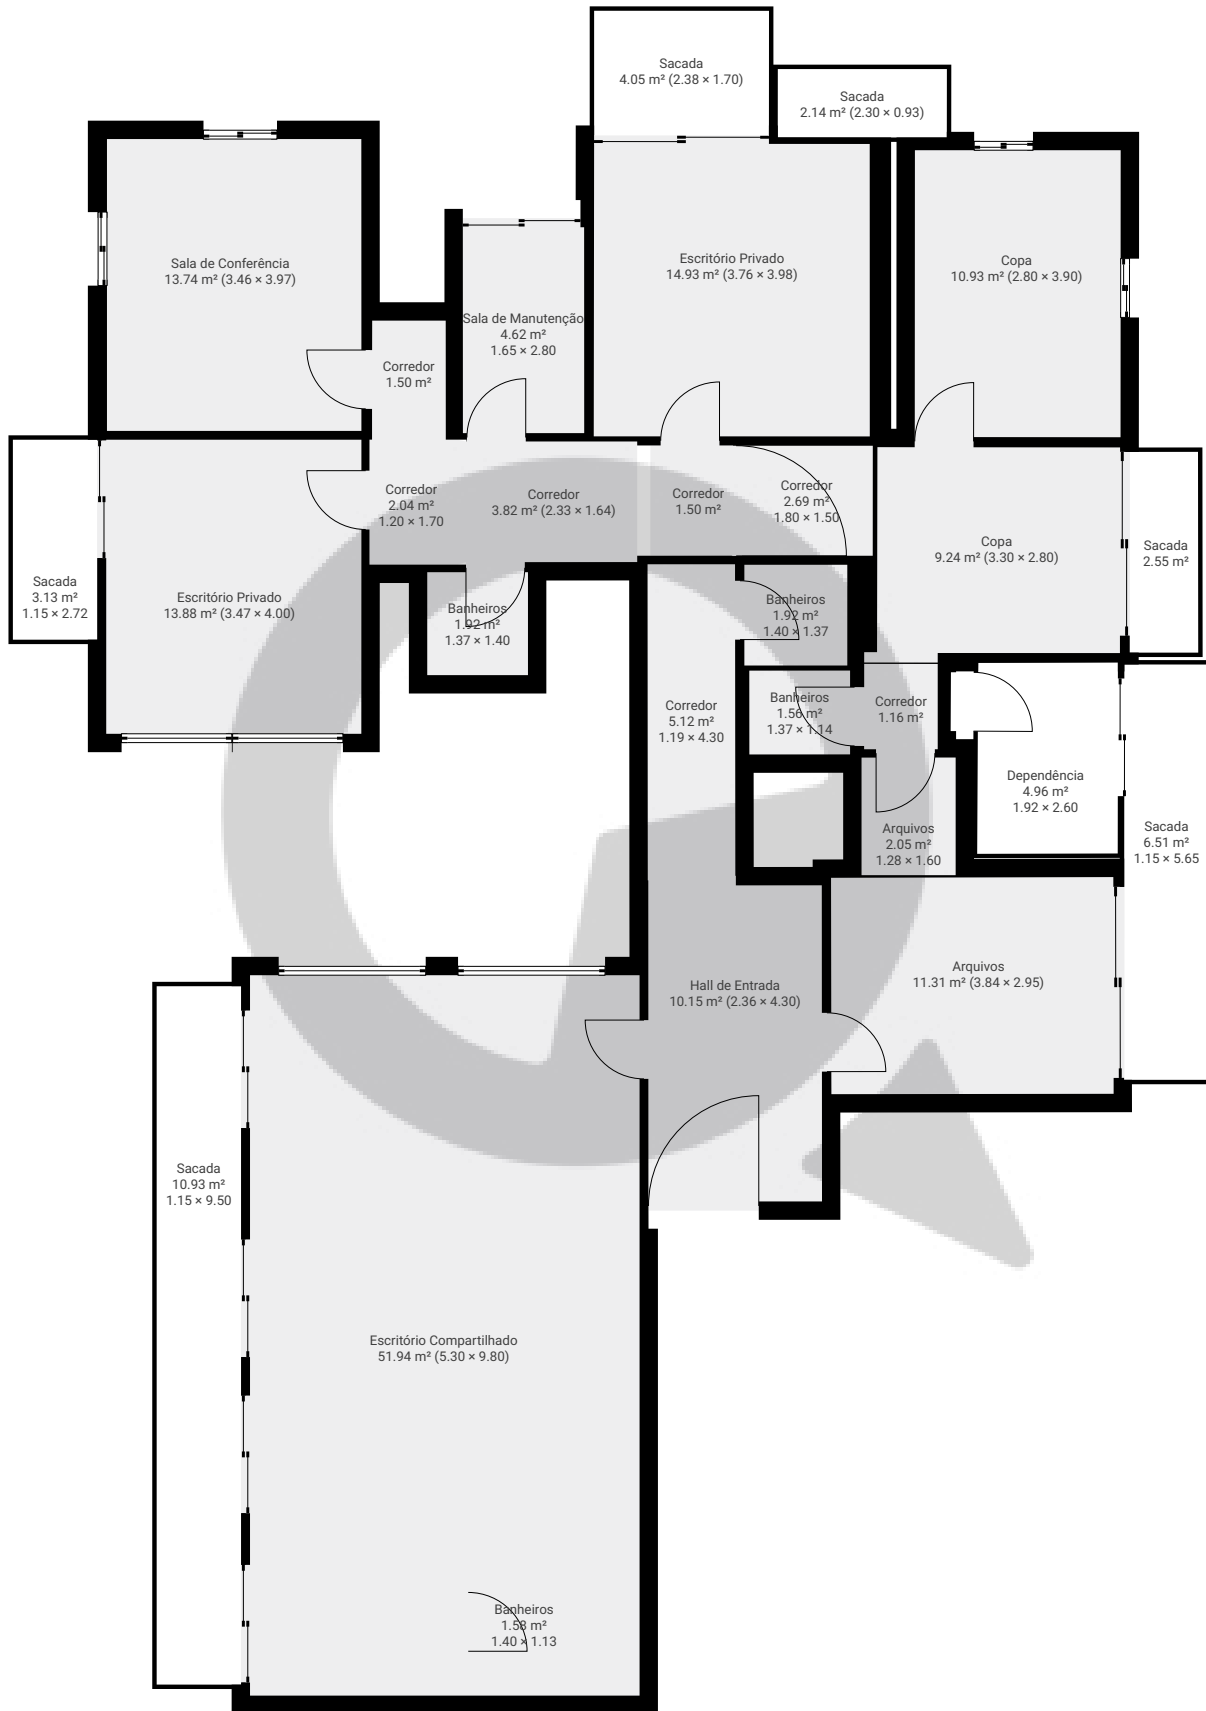 Sacada
4.05 m² (2.38 × 1.70)
Sacada
2.14 m² (2.30 × 0.93)
Sala de Conferência
13.74 m² (3.46 × 3.97)
Escritório Privado
14.93 m² (3.76 × 3.98)
Copa
10.93 m² (2.80 × 3.90)
Sala de Manutenção
4.62 m²
1.65 × 2.80
Corredor
1.50 m²
Corredor
2.04 m²
1.20 × 1.70
Corredor
3.82 m² (2.33 × 1.64)
Corredor
1.50 m²
Corredor
2.69 m²
1.80 × 1.50
Copa
9.24 m² (3.30 × 2.80)
Sacada
2.55 m²
Sacada
3.13 m²
1.15 × 2.72
Escritório Privado
13.88 m² (3.47 × 4.00)
Banheiros
1.92 m²
1.37 × 1.40
Banheiros
1.92 m²
1.40 × 1.37
Corredor
5.12 m²
1.19 × 4.30
Banheiros
1.56 m²
1.37 × 1.14
Corredor
1.16 m²
Dependência
4.96 m²
1.92 × 2.60
Arquivos
2.05 m²
1.28 × 1.60
Sacada
6.51 m²
1.15 × 5.65
Hall de Entrada
10.15 m² (2.36 × 4.30)
Arquivos
11.31 m² (3.84 × 2.95)
Sacada
10.93 m²
1.15 × 9.50
Escritório Compartilhado
51.94 m² (5.30 × 9.80)
Banheiros
1.58 m²
1.40 × 1.13